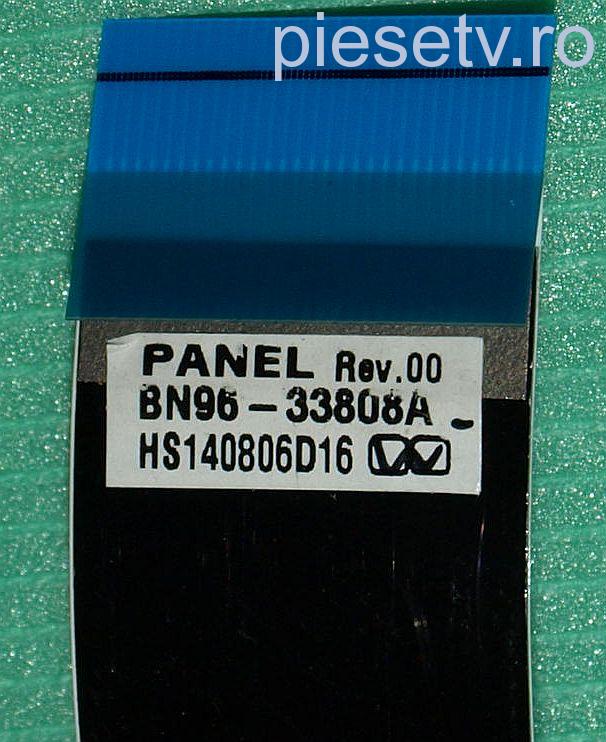 piesetv.ro
PANEL Rev.00
BN96-33808A
HS140806D16